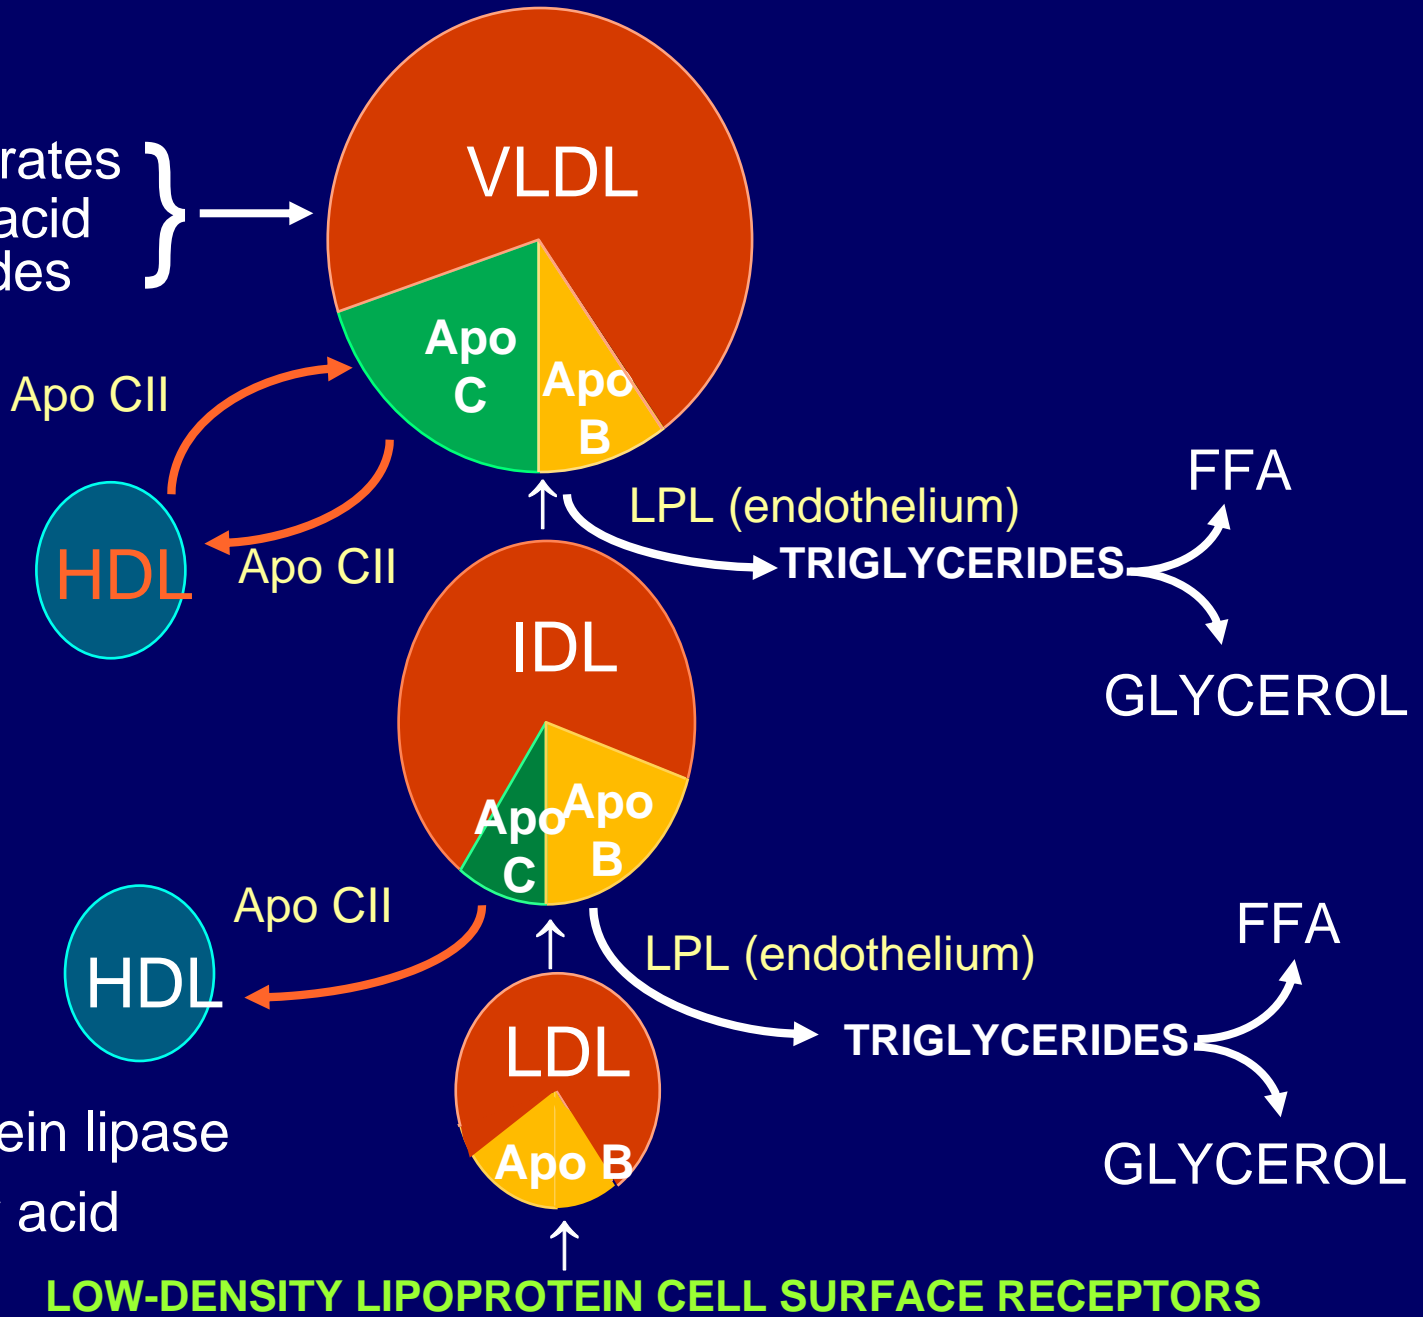 VLDL
rates
acid
des
}
Apo
C
Apo
B
Apo CII
HDL
Apo CII
LPL (endothelium)
TRIGLYCERIDES
FFA
GLYCEROL
IDL
Apo
C
Apo
B
Apo CII
HDL
LPL (endothelium)
TRIGLYCERIDES
FFA
GLYCEROL
LDL
Apo B
ein lipase
acid
LOW-DENSITY LIPOPROTEIN CELL SURFACE RECEPTORS